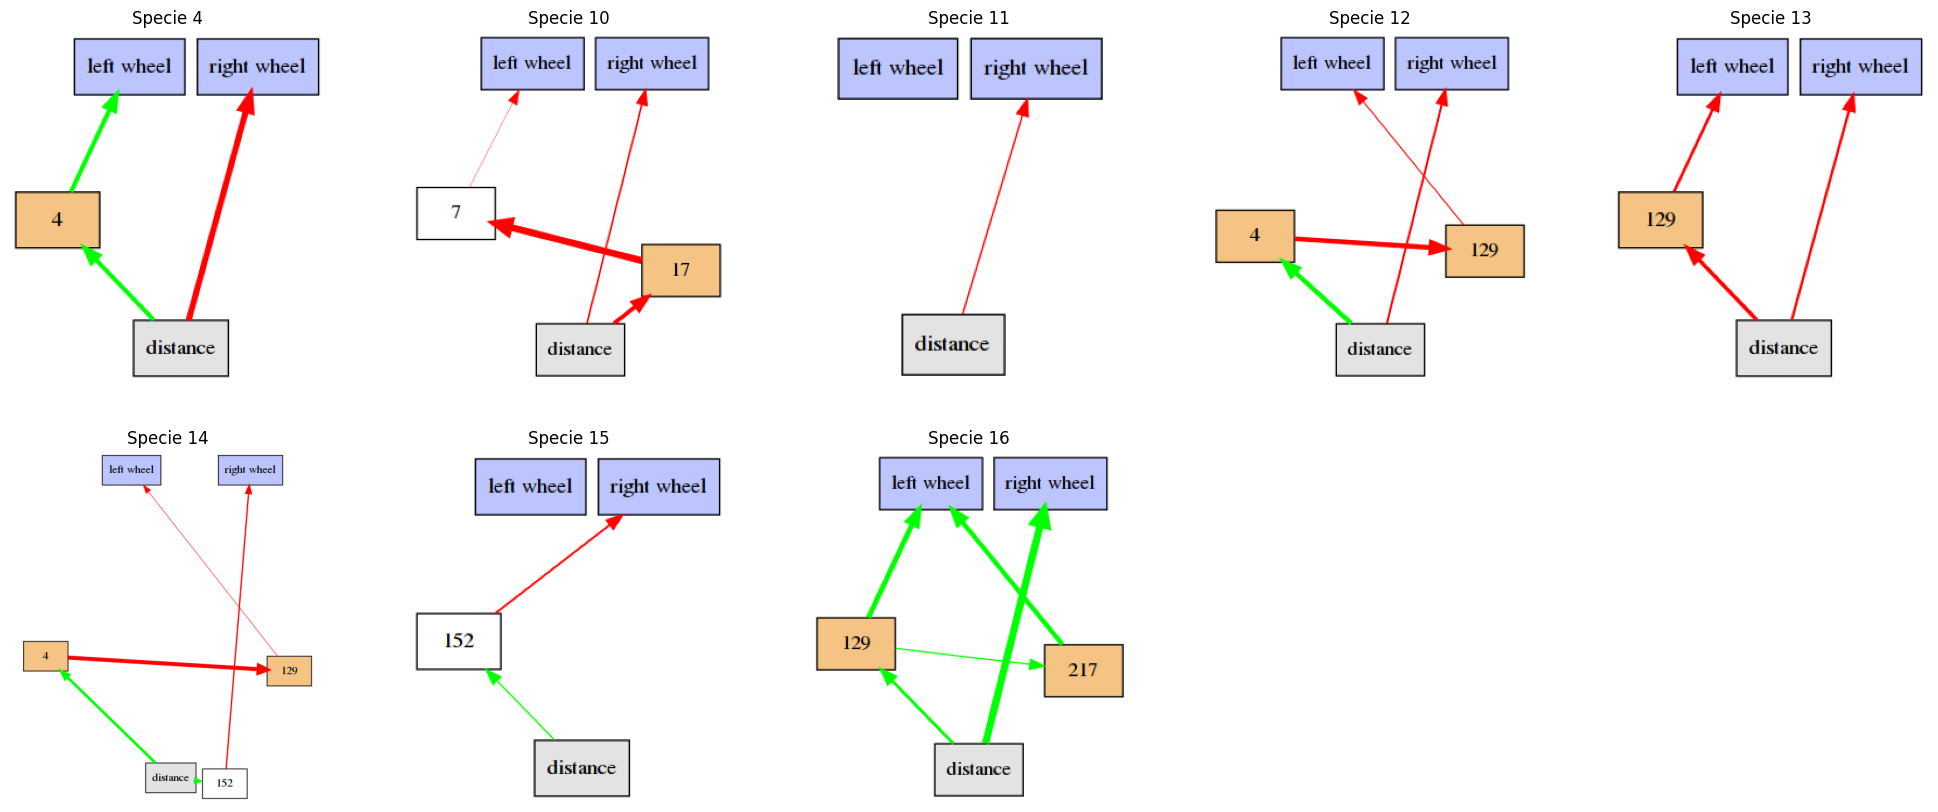 Specie 4
left wheel
right wheel
4
distance
Specie 10
left wheel
right wheel
7
17
distance
Specie 11
left wheel
right wheel
distance
Specie 12
left wheel
right wheel
4
129
distance
Specie 13
left wheel
right wheel
129
distance
Specie 14
left wheel
right wheel
4
129
distance
152
Specie 15
left wheel
right wheel
152
distance
Specie 16
left wheel
right wheel
129
217
distance